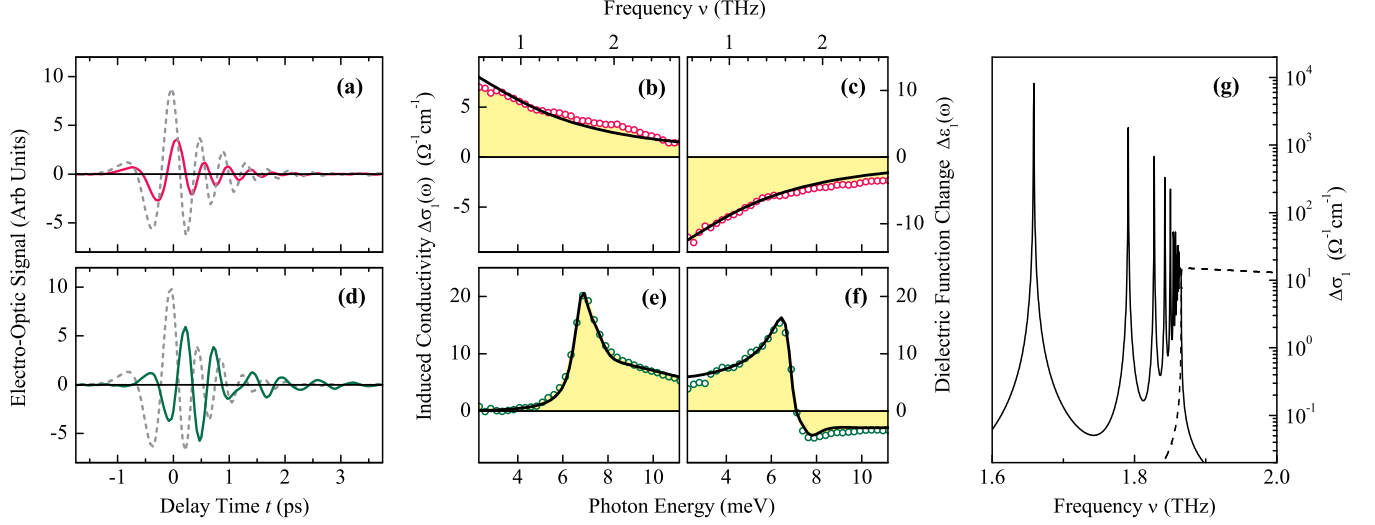 Frequency ν (THz)
1 2 1 2
Electro-Optic Signal (Arb Units)
10
5
0
-5
(a)
Induced Conductivity Δσ₁(ω) (Ω⁻¹cm⁻¹)
5
0
-5
(b)
(c)
10
0
-10
Dielectric Function Change Δε₁(ω)
10
5
0
-5
(d)
-1 0 1 2 3
Delay Time t (ps)
20
10
0
(e)
(f)
20
10
0
4 6 8 10 4 6 8 10
Photon Energy (meV)
(g)
10⁴
10³
10²
10¹
10⁰
10⁻¹
Δσ₁ (Ω⁻¹cm⁻¹)
1.6 1.8 2.0
Frequency ν (THz)